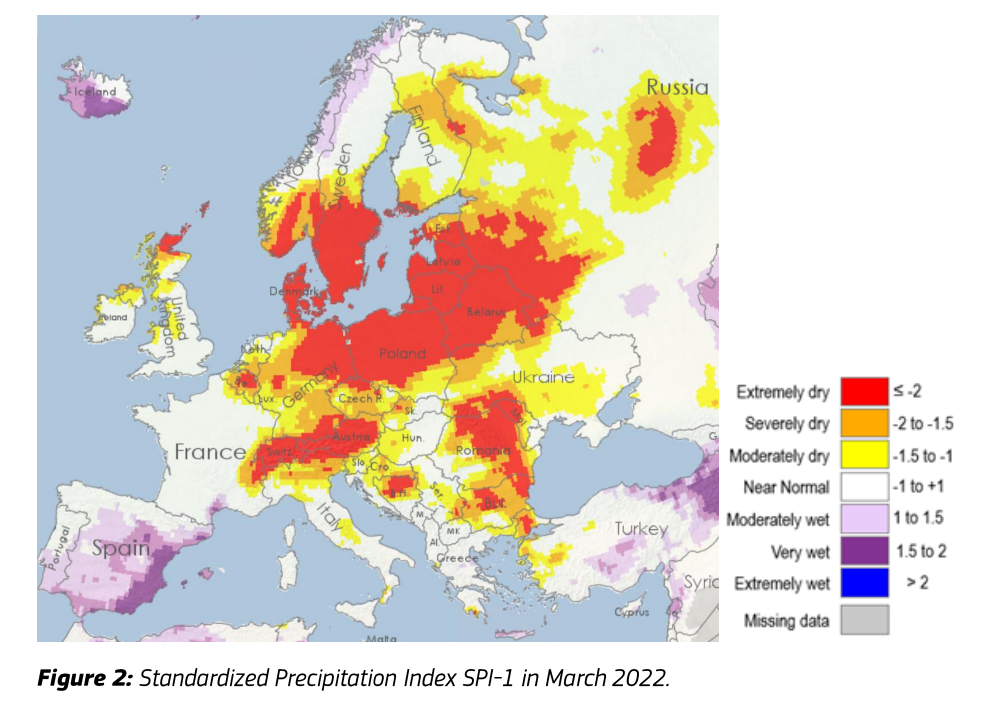 Iceland
Russia
Norway
Sweden
Finland
Est.
Latvia
Lit.
Denmark
Belarus
Ireland
United
Kingdom
Neth.
Poland
Germany
Lux.
Czech R.
Ukraine
Sk.
Austria
Hun.
France
Switz.
Romania
Slo
Cro
Ser.
Bul.
Italy
M.
MK
Al.
Portugal
Spain
Greece
Turkey
G
Syria
Cyprus
Malta
Extremely dry ≤ -2
Severely dry -2 to -1.5
Moderately dry -1.5 to -1
Near Normal -1 to +1
Moderately wet 1 to 1.5
Very wet 1.5 to 2
Extremely wet > 2
Missing data
Figure 2: Standardized Precipitation Index SPI-1 in March 2022.